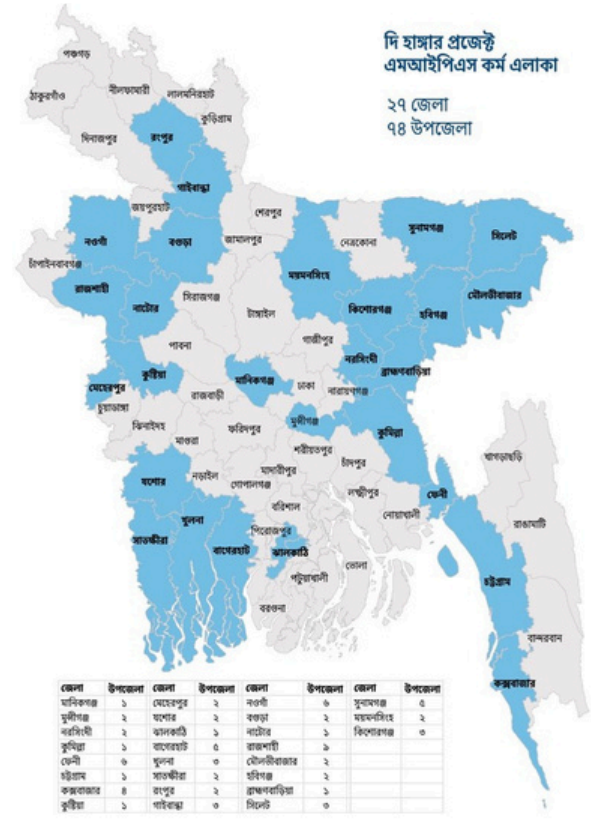 দি হাঙ্গার প্রজেক্ট
এমআইপিএস কর্ম এলাকা
২৭ জেলা
৭৪ উপজেলা
পঞ্চগড়
ঠাকুরগাঁও
নীলফামারী
লালমনিরহাট
কুড়িগ্রাম
দিনাজপুর
রংপুর
গাইবান্ধা
জয়পুরহাট
শেরপুর
নওগাঁ
বগুড়া
জামালপুর
নেত্রকোনা
সুনামগঞ্জ
সিলেট
চাঁপাইনবাবগঞ্জ
ময়মনসিংহ
রাজশাহী
নাটোর
সিরাজগঞ্জ
টাঙ্গাইল
কিশোরগঞ্জ
হবিগঞ্জ
মৌলভীবাজার
পাবনা
গাজীপুর
নরসিংদী
ব্রাহ্মণবাড়িয়া
মেহেরপুর
কুষ্টিয়া
মানিকগঞ্জ
ঢাকা
নারায়ণগঞ্জ
চুয়াডাঙ্গা
রাজবাড়ী
ঝিনাইদহ
মাগুরা
ফরিদপুর
মুন্সীগঞ্জ
কুমিল্লা
শরীয়তপুর
চাঁদপুর
খাগড়াছড়ি
যশোর
নড়াইল
মাদারীপুর
গোপালগঞ্জ
লক্ষ্মীপুর
ফেনী
নোয়াখালী
বরিশাল
রাঙামাটি
সাতক্ষীরা
খুলনা
বাগেরহাট
পিরোজপুর
ঝালকাঠি
পটুয়াখালী
ভোলা
চট্টগ্রাম
বরগুনা
বান্দরবান
কক্সবাজার
জেলা উপজেলা জেলা উপজেলা জেলা উপজেলা জেলা উপজেলা
মানিকগঞ্জ ১ মেহেরপুর ২ নওগাঁ ৬ সুনামগঞ্জ ৫
মুন্সীগঞ্জ ২ যশোর ২ বগুড়া ২ ময়মনসিংহ ২
নরসিংদী ২ ঝালকাঠি ১ নাটোর ১ কিশোরগঞ্জ ৩
কুমিল্লা ১ বাগেরহাট ৫ রাজশাহী ৯
ফেনী ৬ খুলনা ৩ মৌলভীবাজার ২
চট্টগ্রাম ১ সাতক্ষীরা ২ হবিগঞ্জ ২
কক্সবাজার ৪ রংপুর ২ ব্রাহ্মণবাড়িয়া ১
কুষ্টিয়া ১ গাইবান্ধা ৩ সিলেট ৩